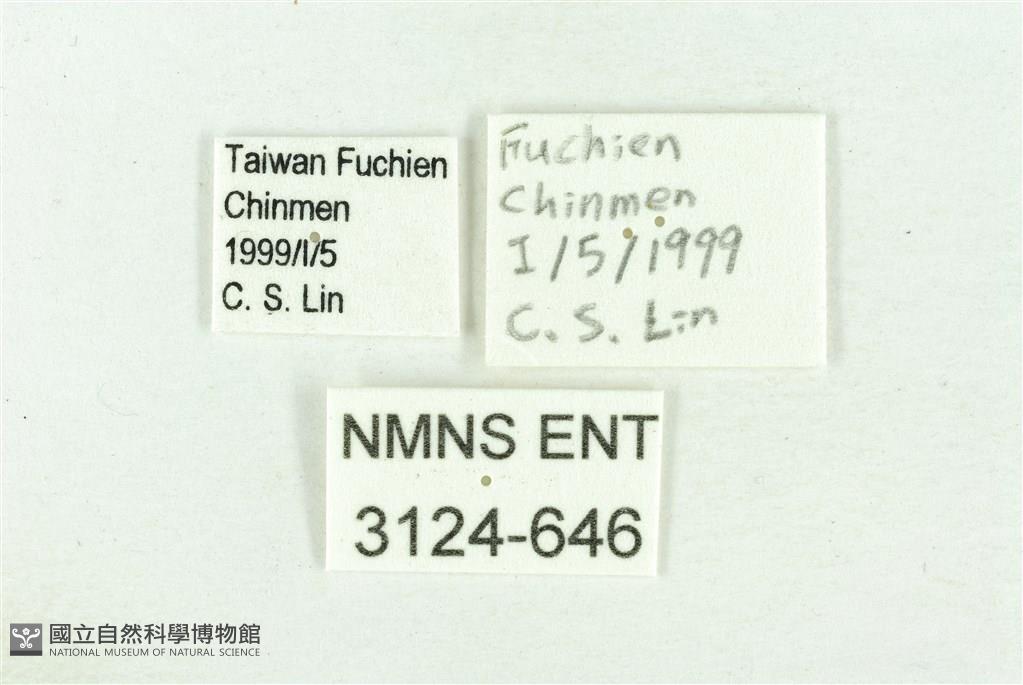 Taiwan Fuchien
Chinmen
1999/I/5
C. S. Lin
Fuchien
Chinmen
I/5/1999
C. S. Lin
NMNS ENT
3124-646
國立自然科學博物館
NATIONAL MUSEUM OF NATURAL SCIENCE